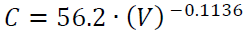 C = 56.2 · (V) ⁻⁰·¹¹³⁶